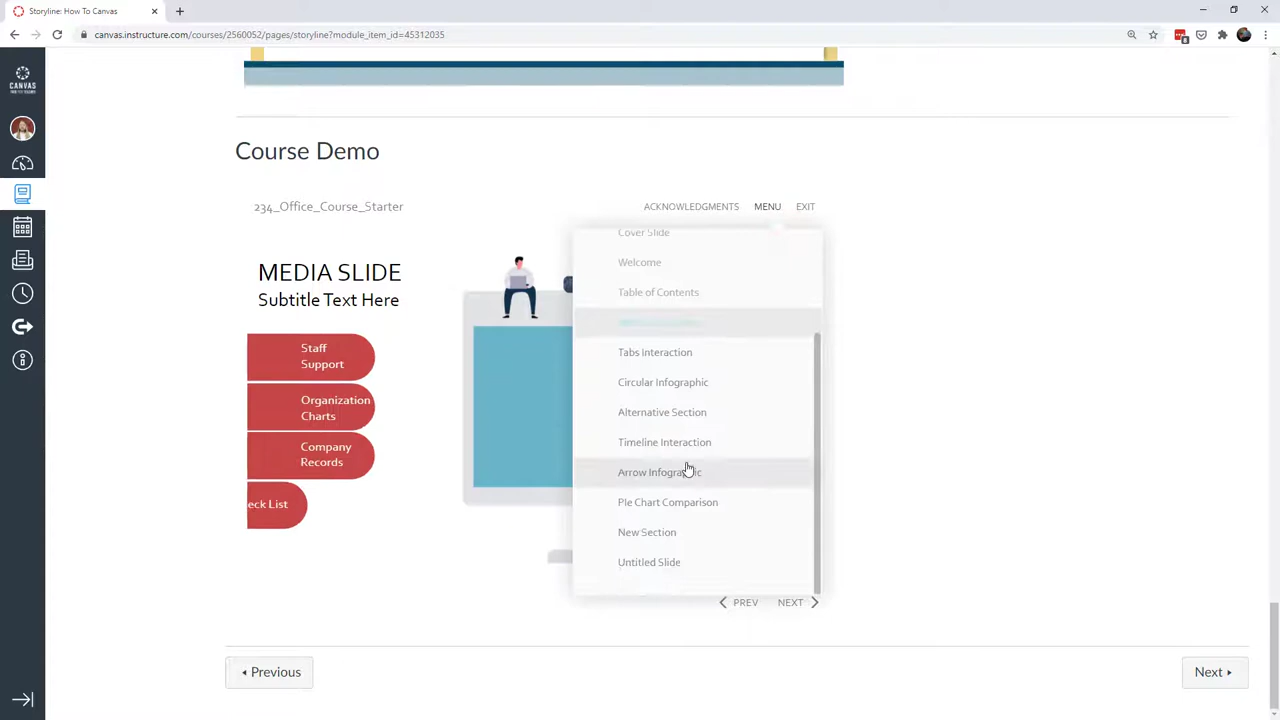 Storyline: How To Canvas
canvas.instructure.com/courses/2560052/pages/storyline?module_item_id=45312035
CANVAS
Course Demo
234_Office_Course_Starter
ACKNOWLEDGMENTS
MENU
EXIT
MEDIA SLIDE
Subtitle Text Here
Staff
Support
Organization
Charts
Company
Records
eck List
Cover Slide
Welcome
Table of Contents
Tabs Interaction
Circular Infographic
Alternative Section
Timeline Interaction
Arrow Infographic
Pie Chart Comparison
New Section
Untitled Slide
PREV
NEXT
Previous
Next